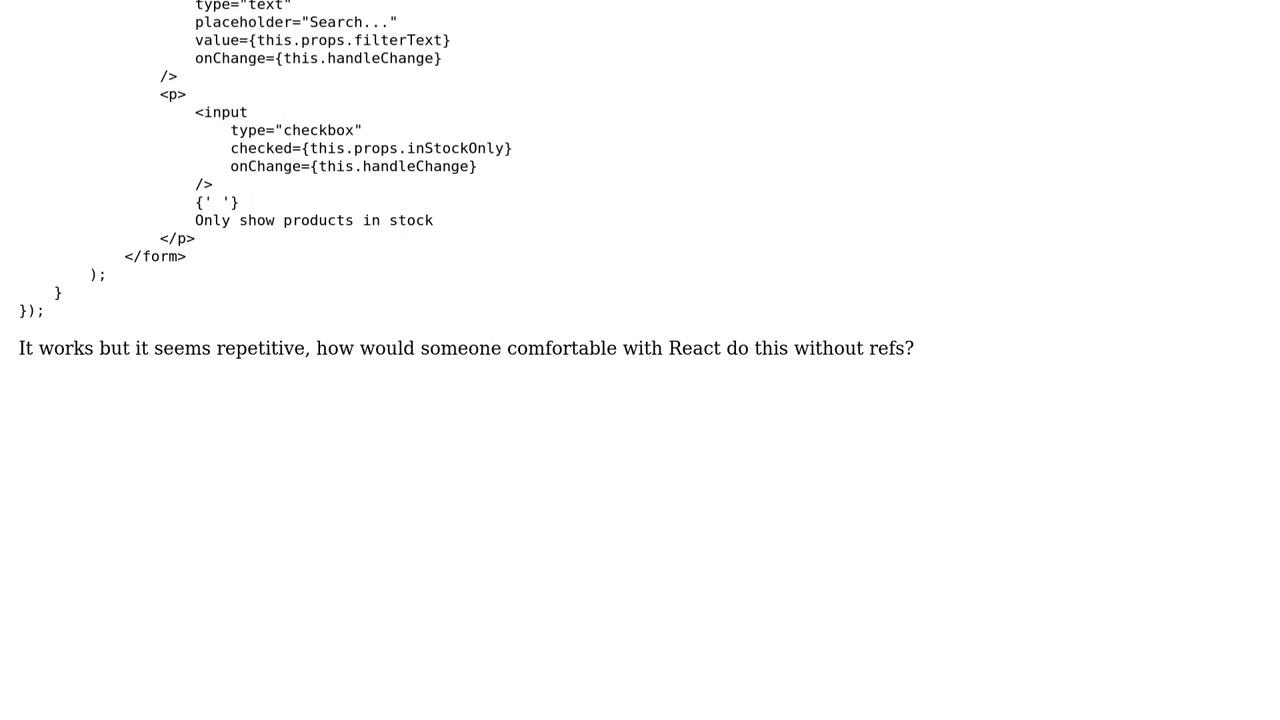 type="text"
placeholder="Search..."
value={this.props.filterText}
onChange={this.handleChange}
/>
<p>
<input
type="checkbox"
checked={this.props.inStockOnly}
onChange={this.handleChange}
/>
{' '}
Only show products in stock
</p>
</form>
);
}
});
It works but it seems repetitive, how would someone comfortable with React do this without refs?